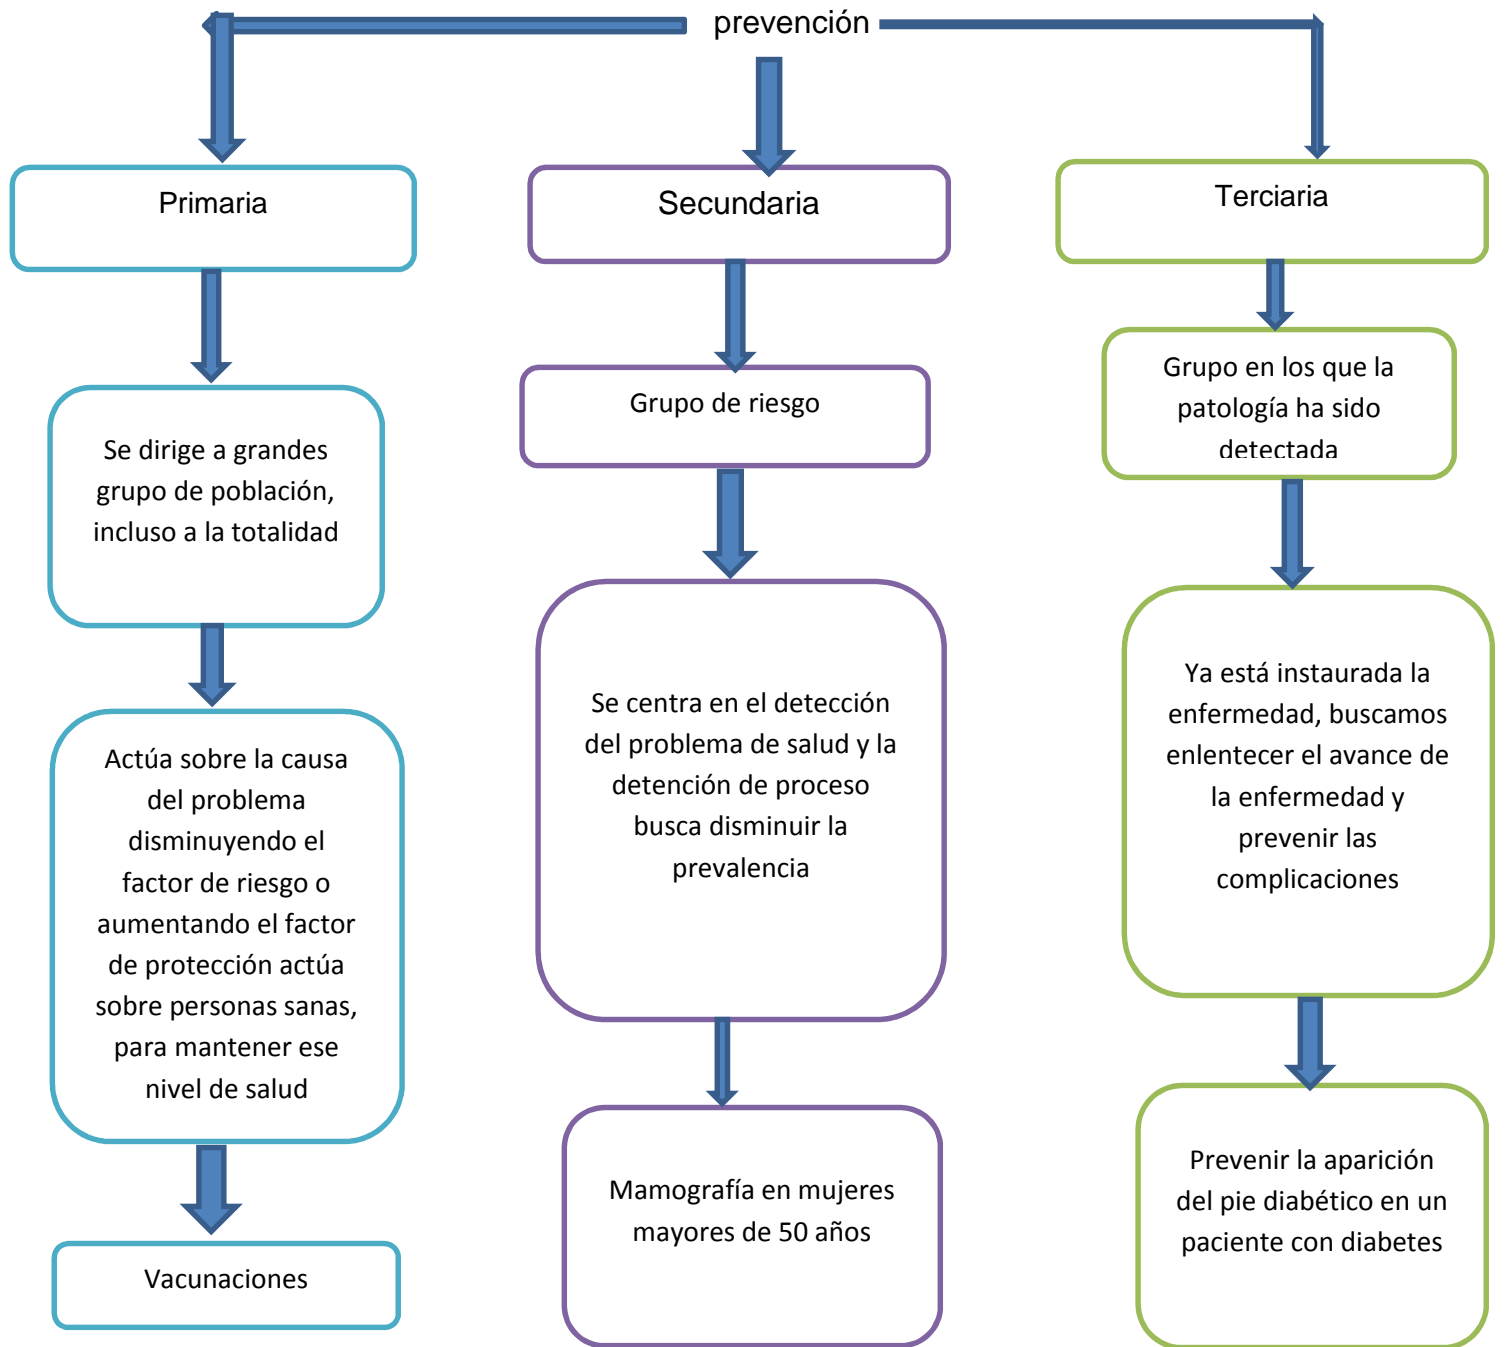 prevención
Primaria
Se dirige a grandes
grupo de población,
incluso a la totalidad
Actúa sobre la causa
del problema
disminuyendo el
factor de riesgo o
aumentando el factor
de protección actúa
sobre personas sanas,
para mantener ese
nivel de salud
Vacunaciones
Secundaria
Grupo de riesgo
Se centra en el detección
del problema de salud y la
detención de proceso
busca disminuir la
prevalencia
Mamografía en mujeres
mayores de 50 años
Terciaria
Grupo en los que la
patología ha sido
detectada
Ya está instaurada la
enfermedad, buscamos
enlentecer el avance de
la enfermedad y
prevenir las
complicaciones
Prevenir la aparición
del pie diabético en un
paciente con diabetes